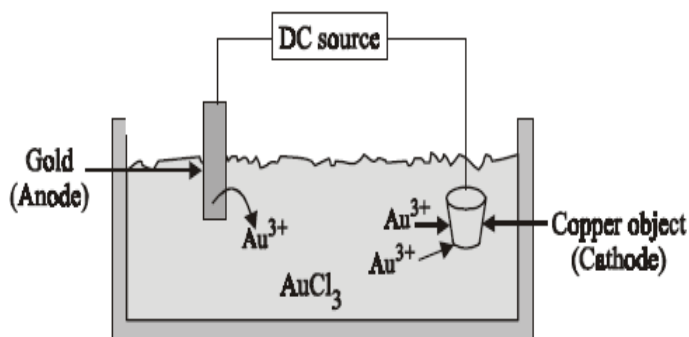 DC source
Gold
(Anode)
Au³⁺
Au³⁺
Au³⁺
Copper object
(Cathode)
AuCl₃